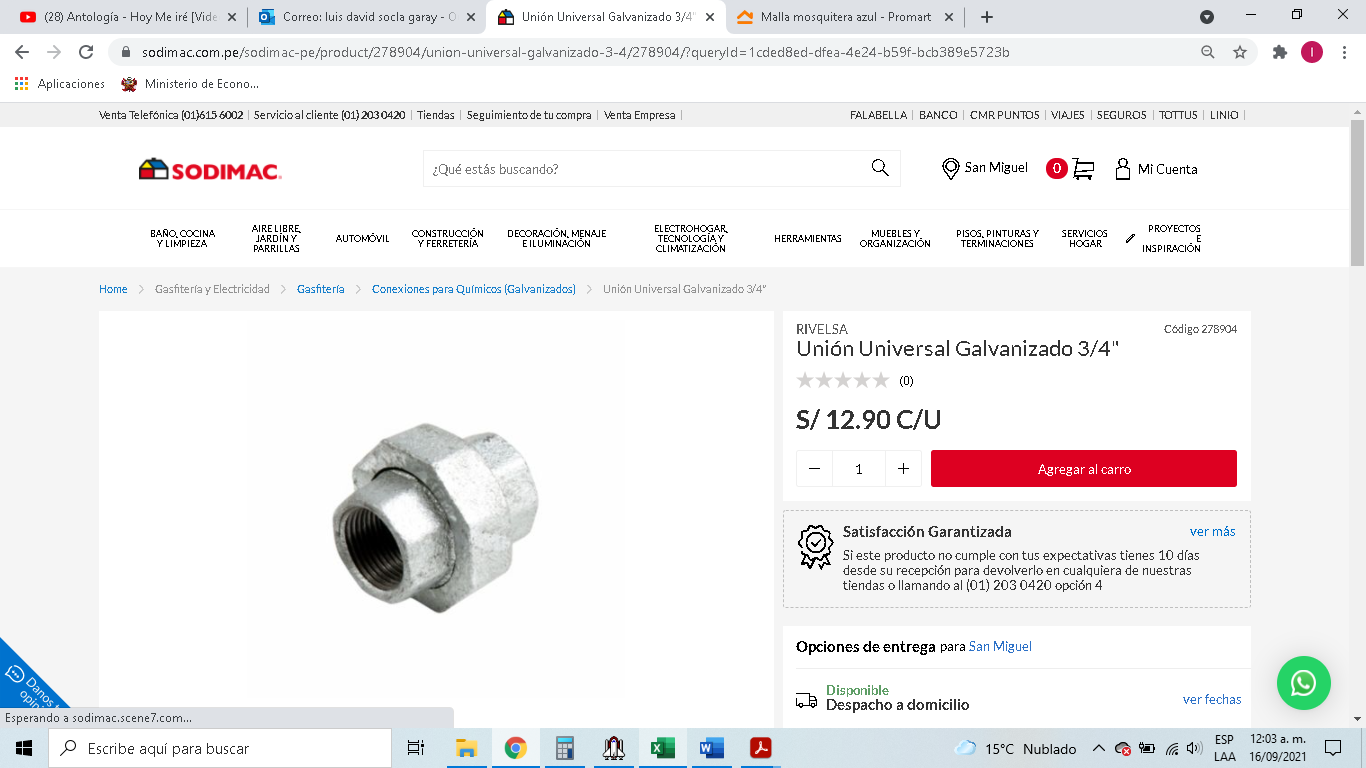 (28) Antología - Hoy Me iré [Vide
Correo: luis david socla garay - O
Unión Universal Galvanizado 3/4"
Malla mosquitera azul - Promart
sodimac.com.pe/sodimac-pe/product/278904/union-universal-galvanizado-3-4/278904/?queryId=1cded8ed-dfea-4e24-b59f-bcb389e5723b
I
Aplicaciones
Ministerio de Econo...
Venta Telefónica (01)615 6002 | Servicio al cliente (01) 203 0420 | Tiendas | Seguimiento de tu compra | Venta Empresa |
FALABELLA | BANCO | CMR PUNTOS | VIAJES | SEGUROS | TOTTUS | LINIO |
SODIMAC.
¿Qué estás buscando?
San Miguel
0
Mi Cuenta
BAÑO, COCINA
Y LIMPIEZA
AIRE LIBRE,
JARDÍN Y
PARRILLAS
AUTOMÓVIL
CONSTRUCCIÓN
Y FERRETERÍA
DECORACIÓN, MENAJE
E ILUMINACIÓN
ELECTROHOGAR,
TECNOLOGÍA Y
CLIMATIZACIÓN
HERRAMIENTAS
MUEBLES Y
ORGANIZACIÓN
PISOS, PINTURAS Y
TERMINACIONES
SERVICIOS
HOGAR
PROYECTOS
E
INSPIRACIÓN
Home > Gasfitería y Electricidad > Gasfitería > Conexiones para Químicos (Galvanizados) > Unión Universal Galvanizado 3/4"
RIVELSA
Código 278904
Unión Universal Galvanizado 3/4"
(0)
S/ 12.90 C/U
− 1 +
Agregar al carro
Satisfacción Garantizada
ver más
Si este producto no cumple con tus expectativas tienes 10 días
desde su recepción para devolverlo en cualquiera de nuestras
tiendas o llamando al (01) 203 0420 opción 4
Opciones de entrega para San Miguel
Disponible
Despacho a domicilio
ver fechas
Danos
opin
Esperando a sodimac.scene7.com...
Escribe aquí para buscar
15°C Nublado
ESP
LAA
12:03 a. m.
16/09/2021